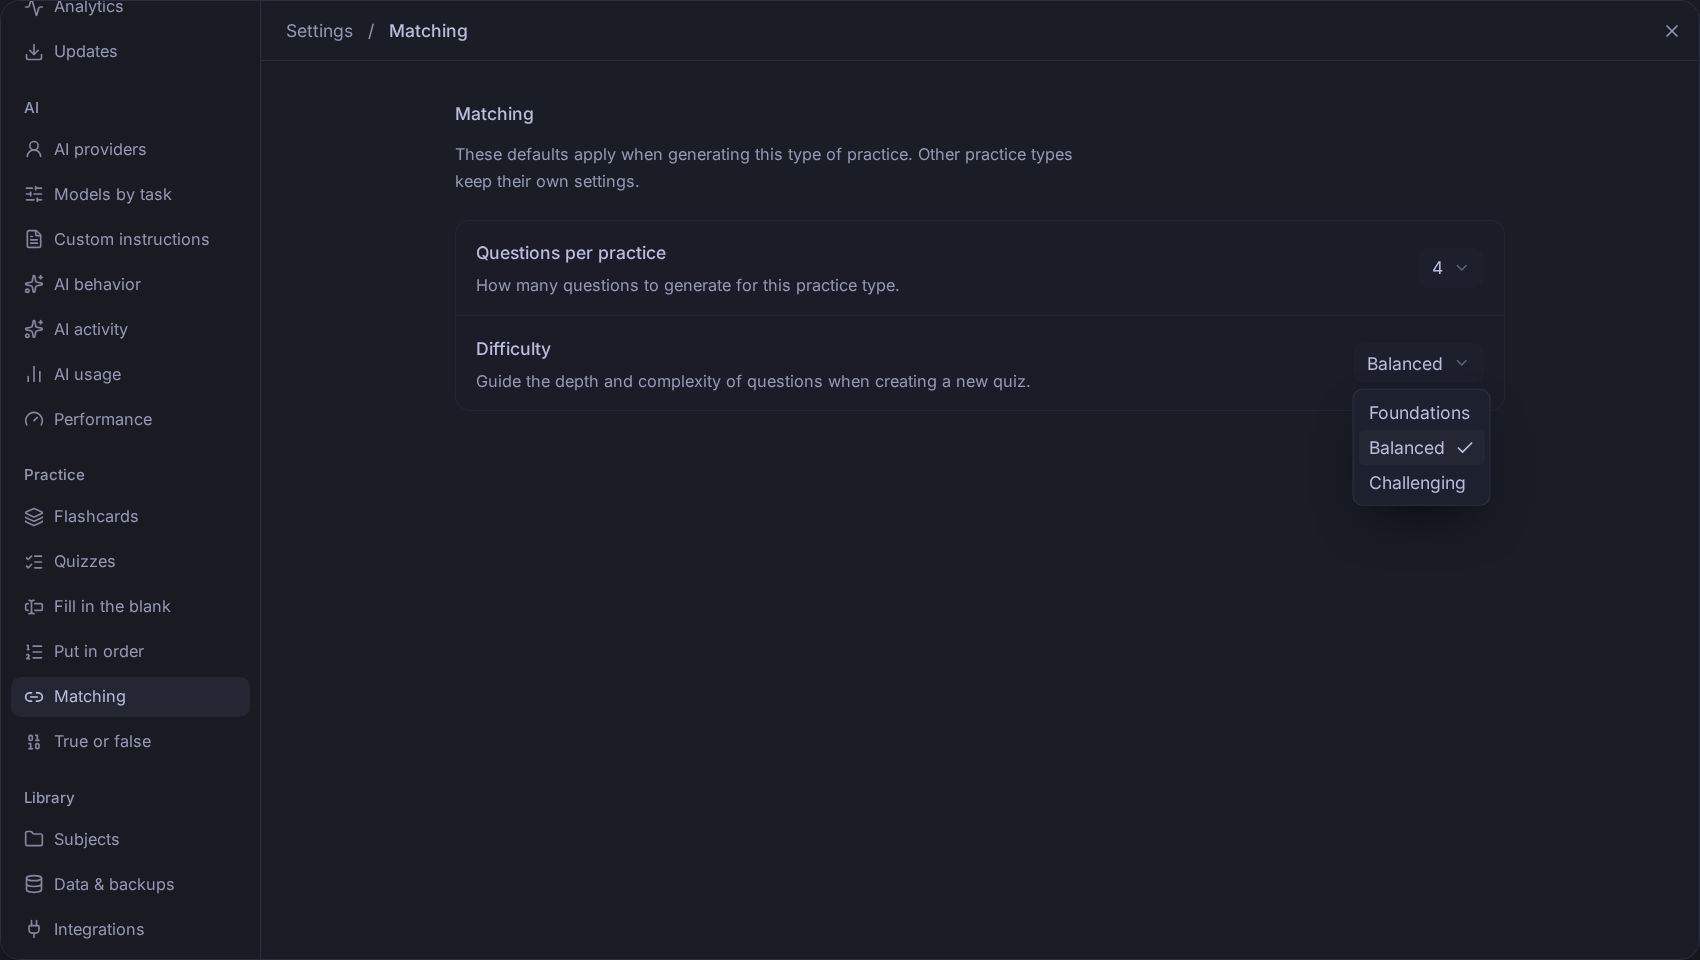 Analytics
Updates
AI
AI providers
Models by task
Custom instructions
AI behavior
AI activity
AI usage
Performance
Practice
Flashcards
Quizzes
Fill in the blank
Put in order
Matching
True or false
Library
Subjects
Data & backups
Integrations
Settings / Matching
Matching
These defaults apply when generating this type of practice. Other practice types
keep their own settings.
Questions per practice
How many questions to generate for this practice type.
4
Difficulty
Guide the depth and complexity of questions when creating a new quiz.
Balanced
Foundations
Balanced
Challenging